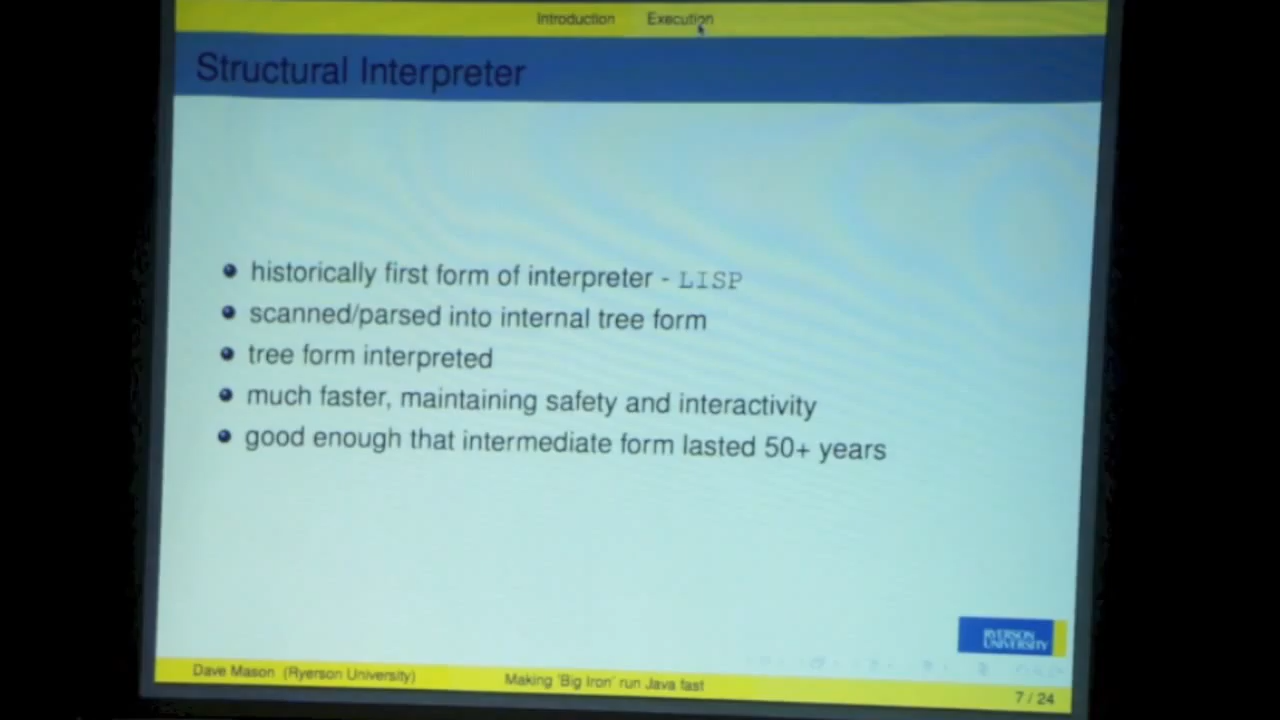 Introduction Execution
Structural Interpreter
historically first form of interpreter - LISP
scanned/parsed into internal tree form
tree form interpreted
much faster, maintaining safety and interactivity
good enough that intermediate form lasted 50+ years
RYERSON
UNIVERSITY
Dave Mason (Ryerson University) Making 'Big Iron' run Java fast 7 / 24